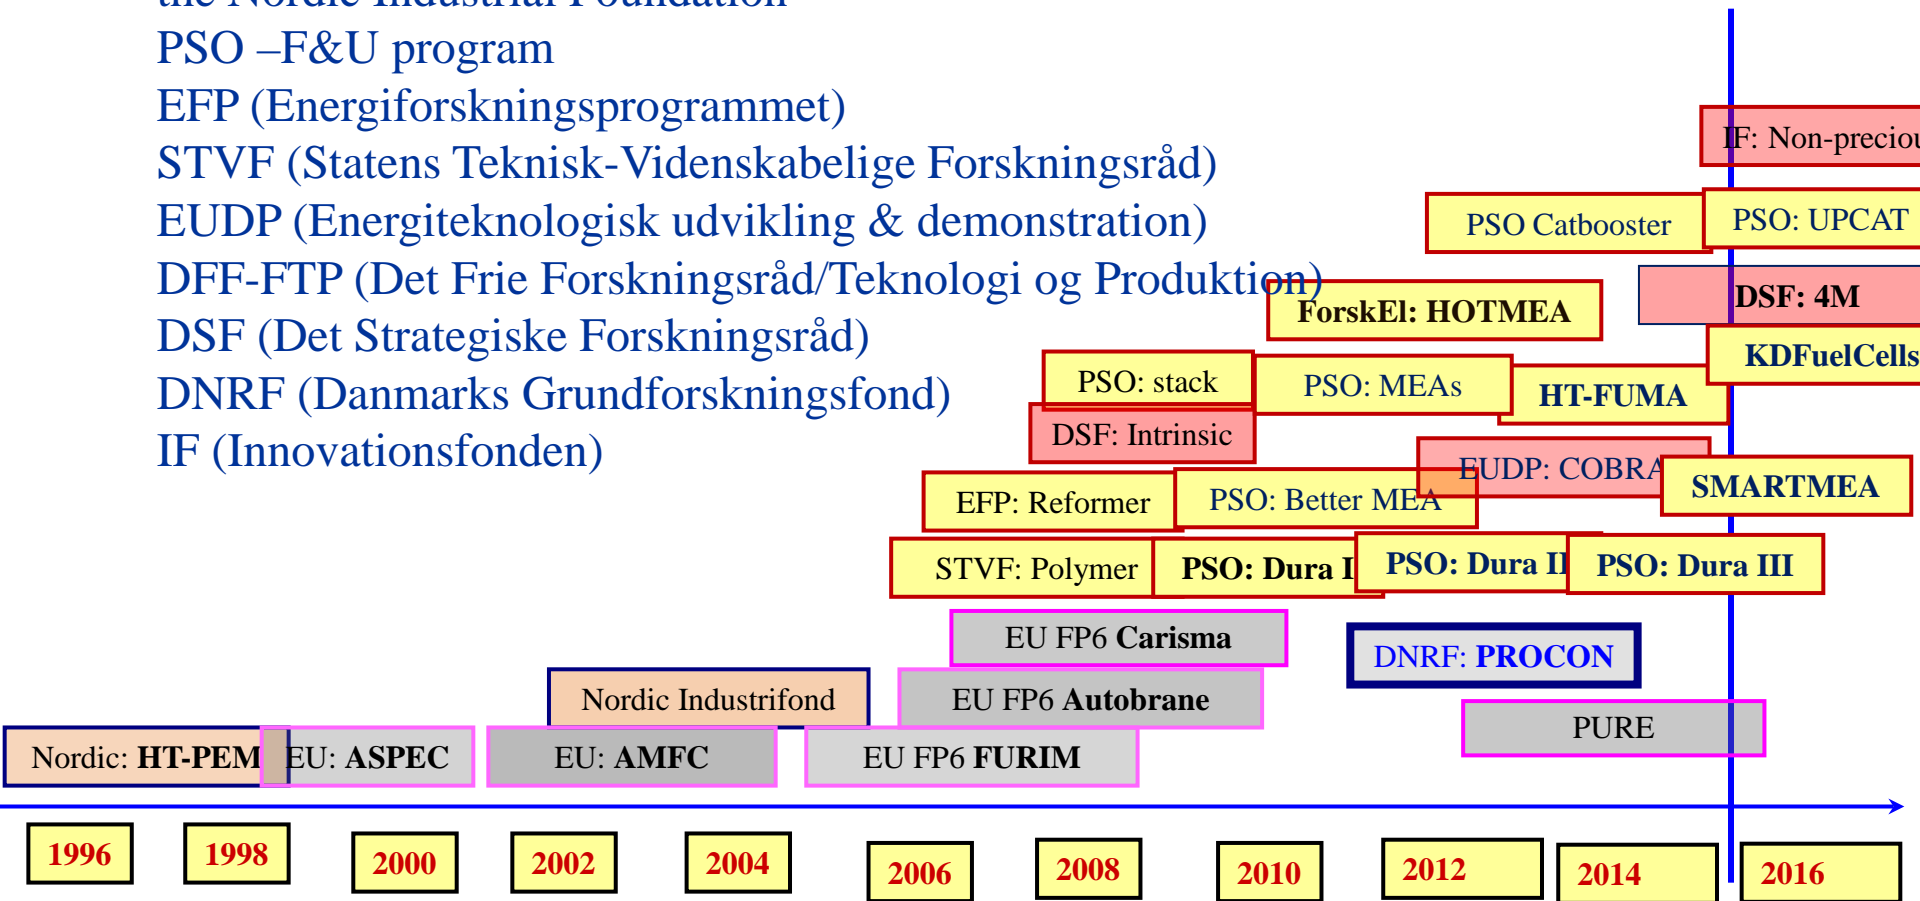 the Nordic Industrial Foundation
PSO –F&U program
EFP (Energiforskningsprogrammet)
STVF (Statens Teknisk-Videnskabelige Forskningsråd)
EUDP (Energiteknologisk udvikling & demonstration)
DFF-FTP (Det Frie Forskningsråd/Teknologi og Produktion)
DSF (Det Strategiske Forskningsråd)
DNRF (Danmarks Grundforskningsfond)
IF (Innovationsfonden)
IF: Non-preciou
PSO Catbooster
PSO: UPCAT
DSF: 4M
ForskEl: HOTMEA
KDFuelCells
PSO: stack
PSO: MEAs
HT-FUMA
DSF: Intrinsic
EUDP: COBRA
SMARTMEA
EFP: Reformer
PSO: Better MEA
STVF: Polymer
PSO: Dura I
PSO: Dura II
PSO: Dura III
EU FP6 Carisma
DNRF: PROCON
Nordic Industrifond
EU FP6 Autobrane
PURE
Nordic: HT-PEM
EU: ASPEC
EU: AMFC
EU FP6 FURIM
1996
1998
2000
2002
2004
2006
2008
2010
2012
2014
2016